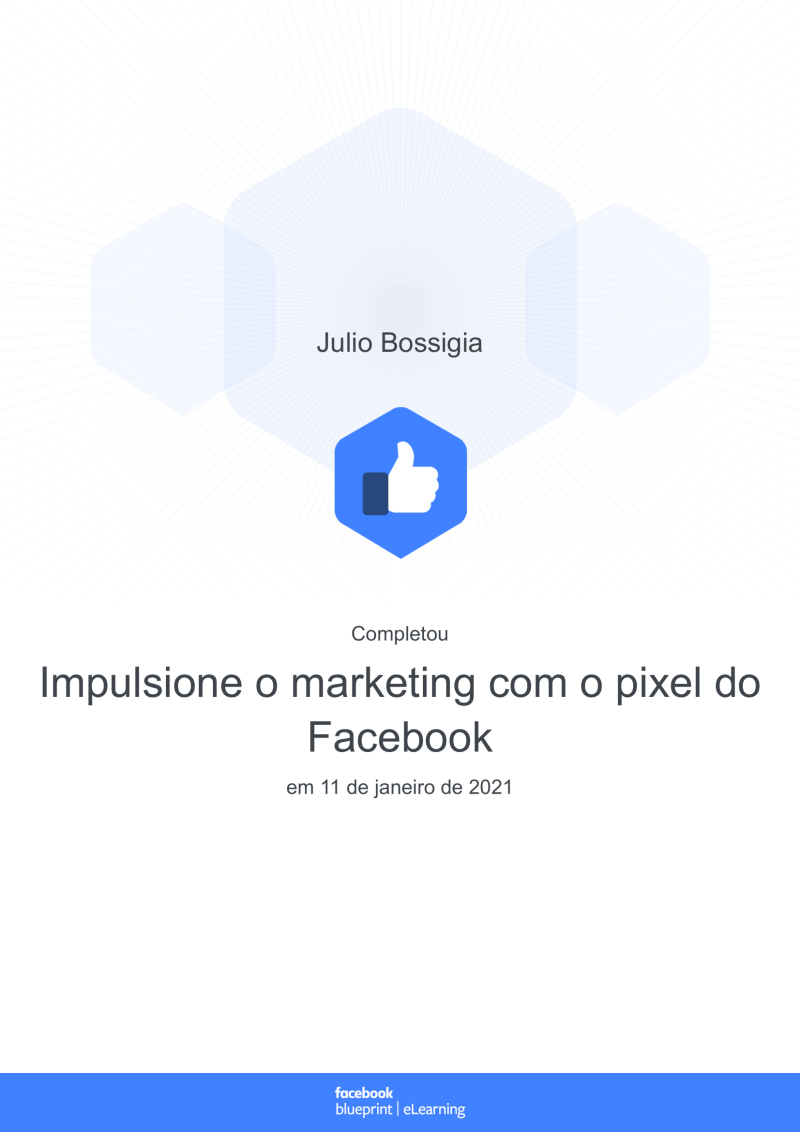 Julio Bossigia
Completou
Impulsione o marketing com o pixel do
Facebook
em 11 de janeiro de 2021
facebook
blueprint | eLearning